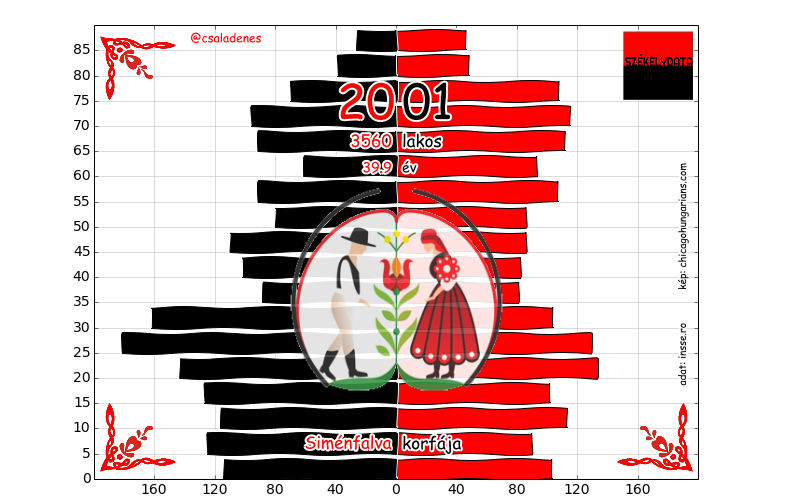 @csaladenes
SZÉKELYDATA
2001
3560 lakos
39.9 év
kép: chicagohungarians.com
adat: insse.ro
Siménfalva korfája
85
80
75
70
65
60
55
50
45
40
35
30
25
20
15
10
5
0
160 120 80 40 0 40 80 120 160